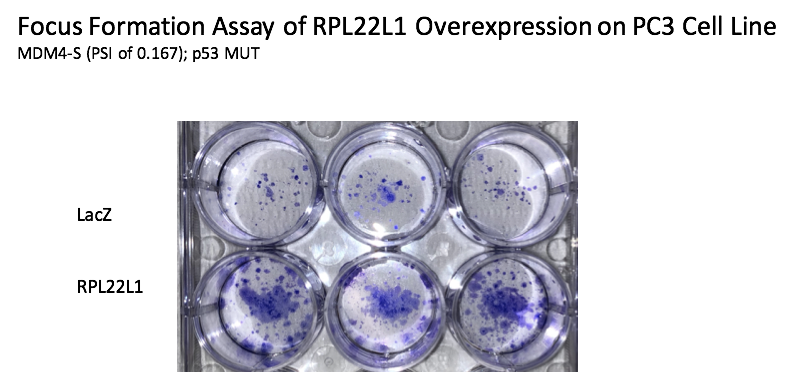 Focus Formation Assay of RPL22L1 Overexpression on PC3 Cell Line
MDM4-S (PSI of 0.167); p53 MUT
LacZ
RPL22L1